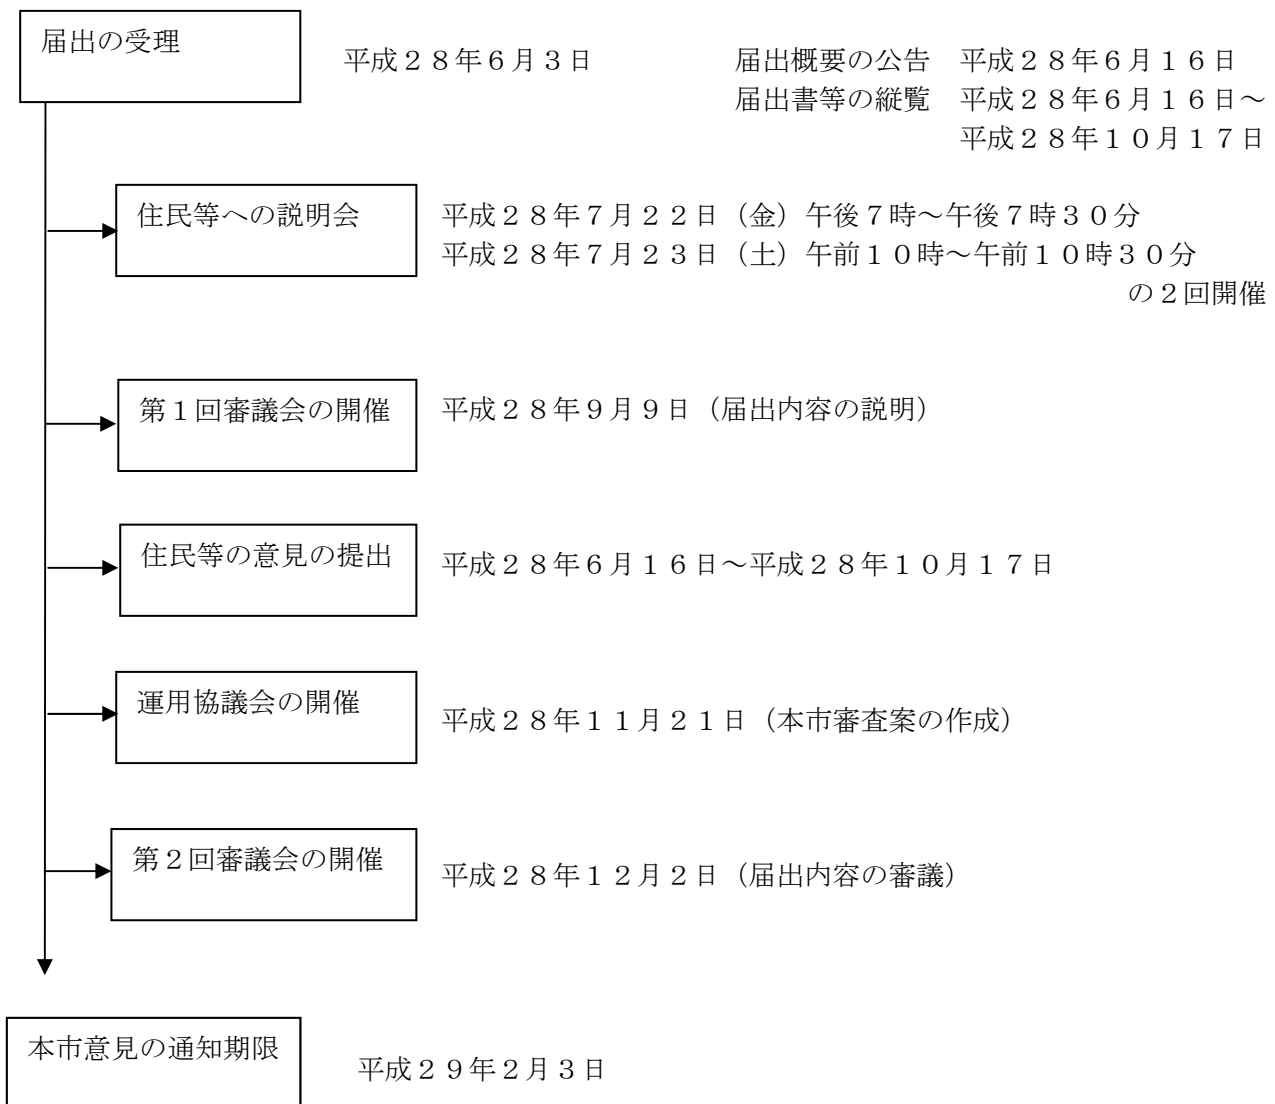 届出の受理
平成２８年６月３日
届出概要の公告　平成２８年６月１６日
届出書等の縦覧　平成２８年６月１６日～
平成２８年１０月１７日
住民等への説明会
平成２８年７月２２日（金）午後７時～午後７時３０分
平成２８年７月２３日（土）午前１０時～午前１０時３０分
の２回開催
第１回審議会の開催
平成２８年９月９日（届出内容の説明）
住民等の意見の提出
平成２８年６月１６日～平成２８年１０月１７日
運用協議会の開催
平成２８年１１月２１日（本市審査案の作成）
第２回審議会の開催
平成２８年１２月２日（届出内容の審議）
本市意見の通知期限
平成２９年２月３日